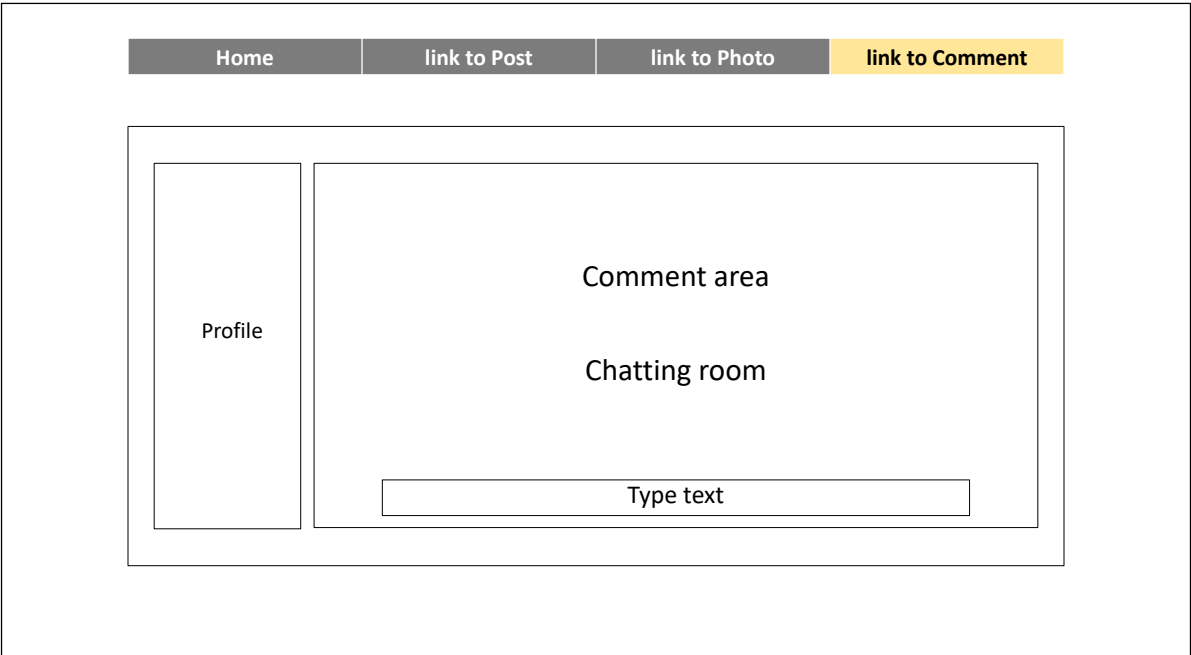 Home
link to Post
link to Photo
link to Comment
Profile
Comment area
Chatting room
Type text